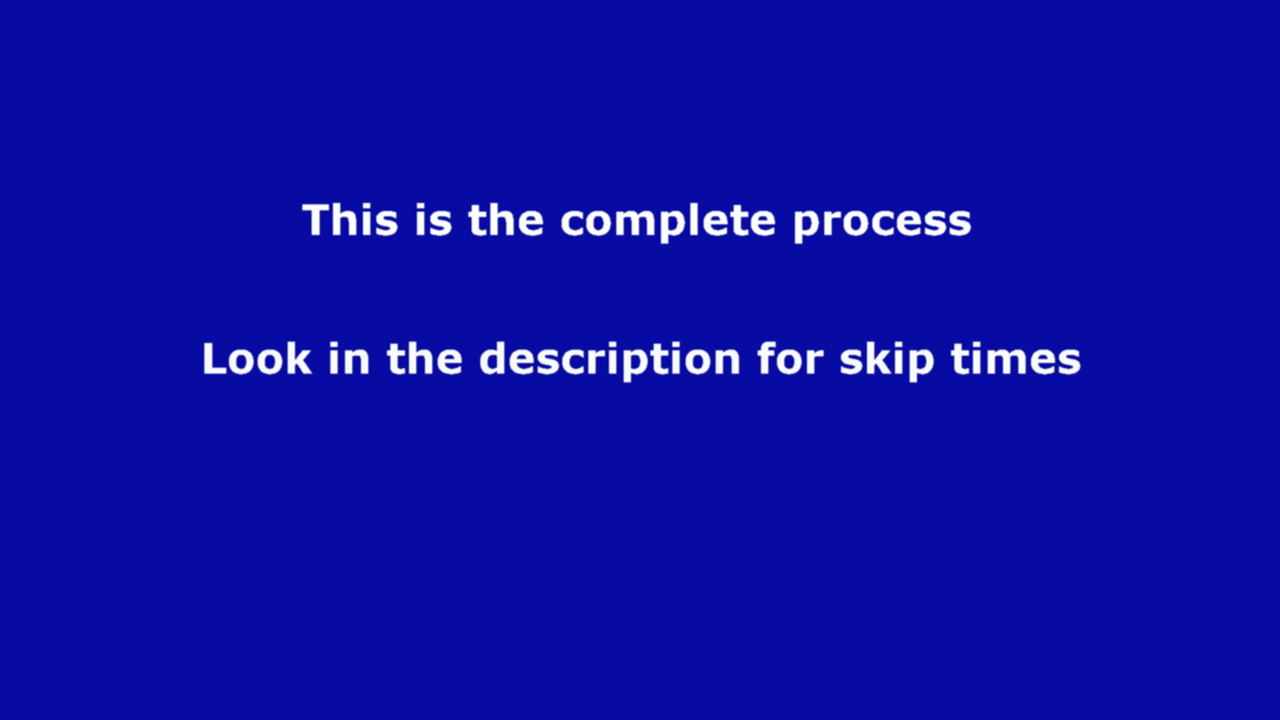 This is the complete process
Look in the description for skip times